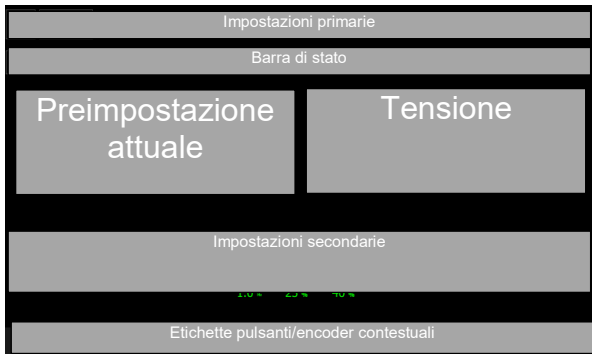 Impostazioni primarie
Barra di stato
Preimpostazione
attuale
Tensione
Impostazioni secondarie
Etichette pulsanti/encoder contestuali